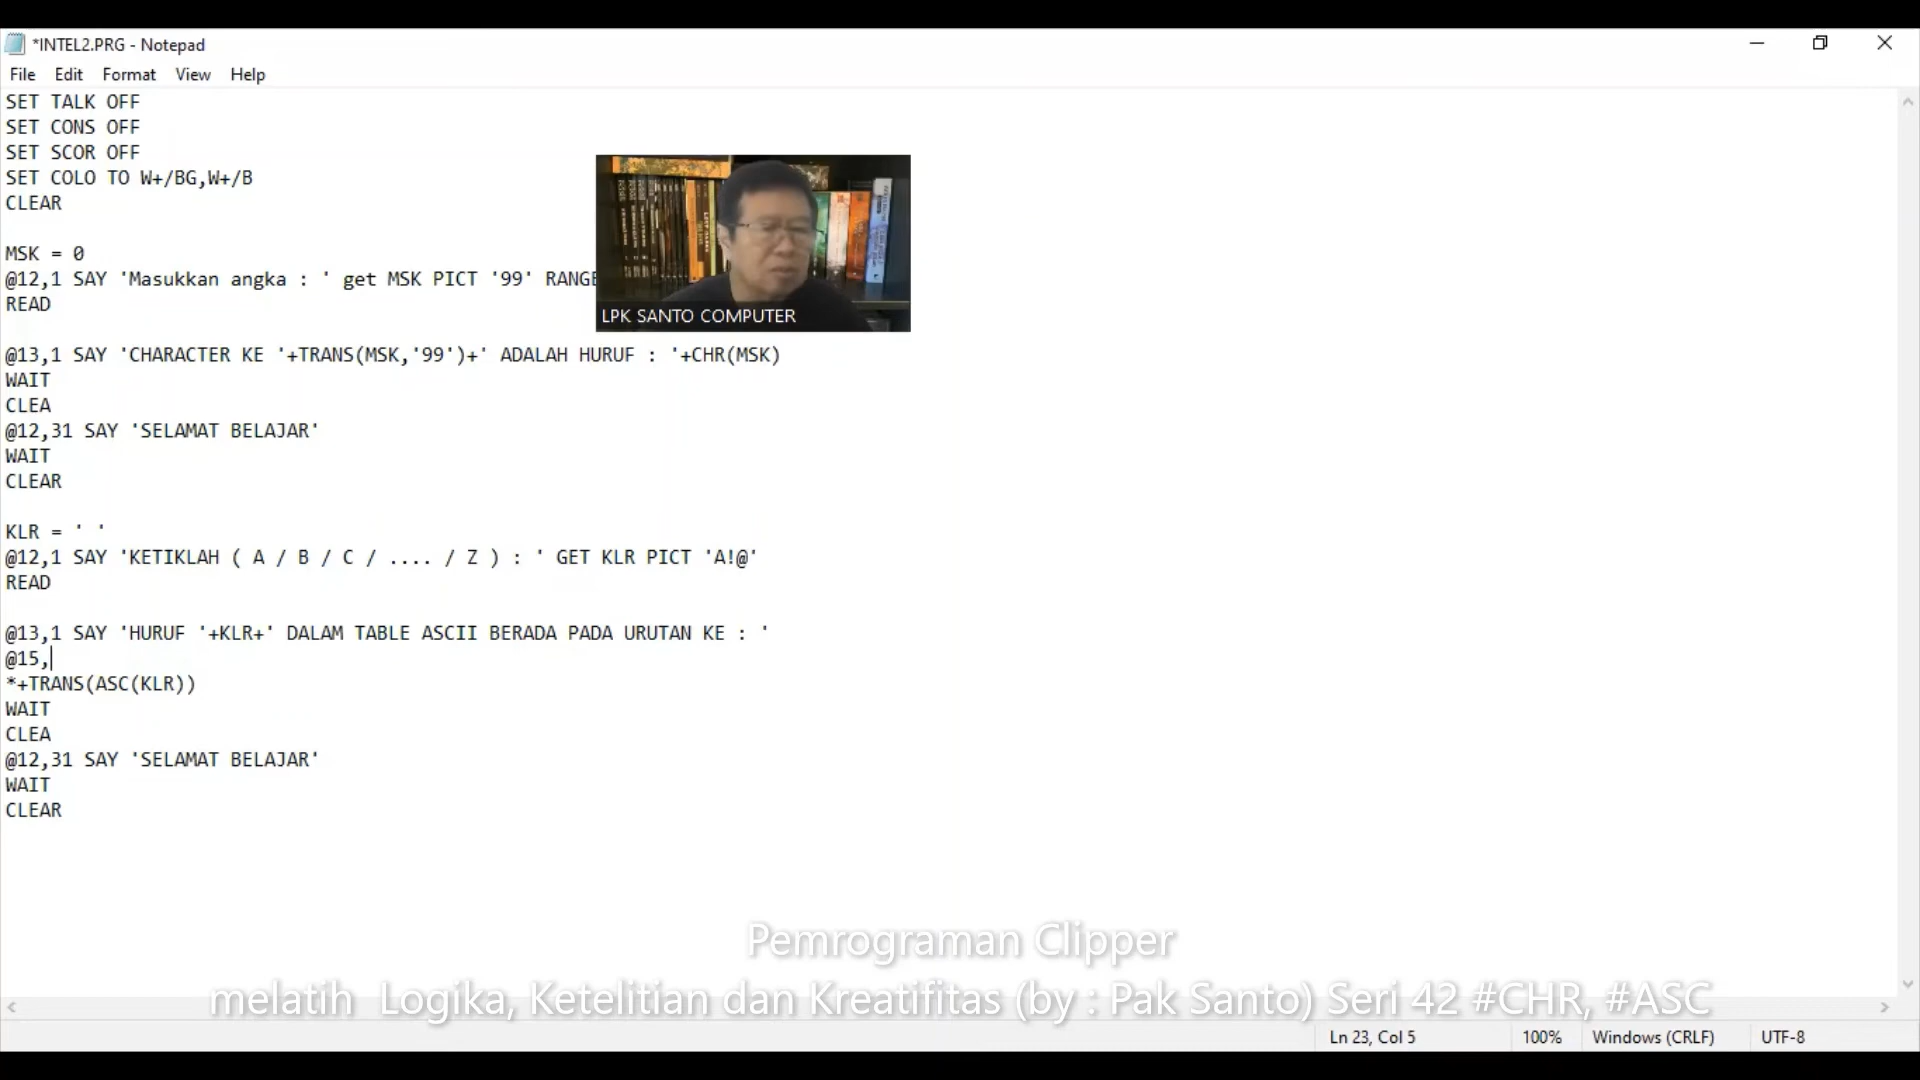 *INTEL2.PRG - Notepad
File Edit Format View Help
SET TALK OFF
SET CONS OFF
SET SCOR OFF
SET COLO TO W+/BG,W+/B
CLEAR
MSK = 0
@12,1 SAY 'Masukkan angka : ' get MSK PICT '99' RANGE
READ
LPK SANTO COMPUTER
@13,1 SAY 'CHARACTER KE '+TRANS(MSK,'99')+' ADALAH HURUF : '+CHR(MSK)
WAIT
CLEA
@12,31 SAY 'SELAMAT BELAJAR'
WAIT
CLEAR
KLR = ' '
@12,1 SAY 'KETIKLAH ( A / B / C / .... / Z ) : ' GET KLR PICT 'A!@'
READ
@13,1 SAY 'HURUF '+KLR+' DALAM TABLE ASCII BERADA PADA URUTAN KE : '
@15,
*+TRANS(ASC(KLR))
WAIT
CLEA
@12,31 SAY 'SELAMAT BELAJAR'
WAIT
CLEAR
Pemrograman Clipper
melatih Logika, Ketelitian dan Kreatifitas (by : Pak Santo) Seri 42 #CHR, #ASC
Ln 23, Col 5 100% Windows (CRLF) UTF-8